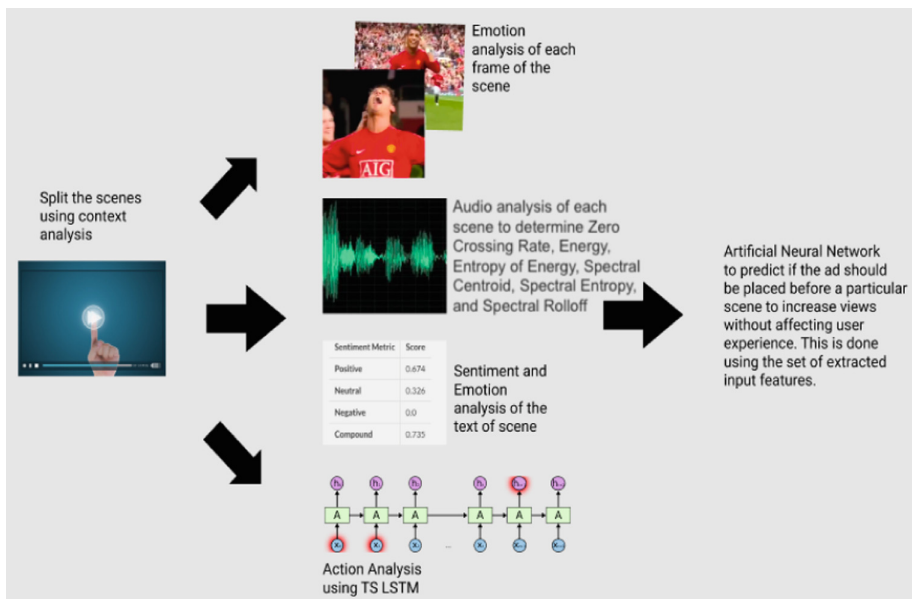 Emotion
analysis of each
frame of the
scene
AIG
Split the scenes
using context
analysis
Audio analysis of each
scene to determine Zero
Crossing Rate, Energy,
Entropy of Energy, Spectral
Centroid, Spectral Entropy,
and Spectral Rolloff
Artificial Neural Network
to predict if the ad should
be placed before a particular
scene to increase views
without affecting user
experience. This is done
using the set of extracted
input features.
Sentiment Metric Score
Positive 0.674
Neutral 0.326
Negative 0.0
Compound 0.735
Sentiment and
Emotion
analysis of the
text of scene
A A A A A A
Action Analysis
using TS LSTM